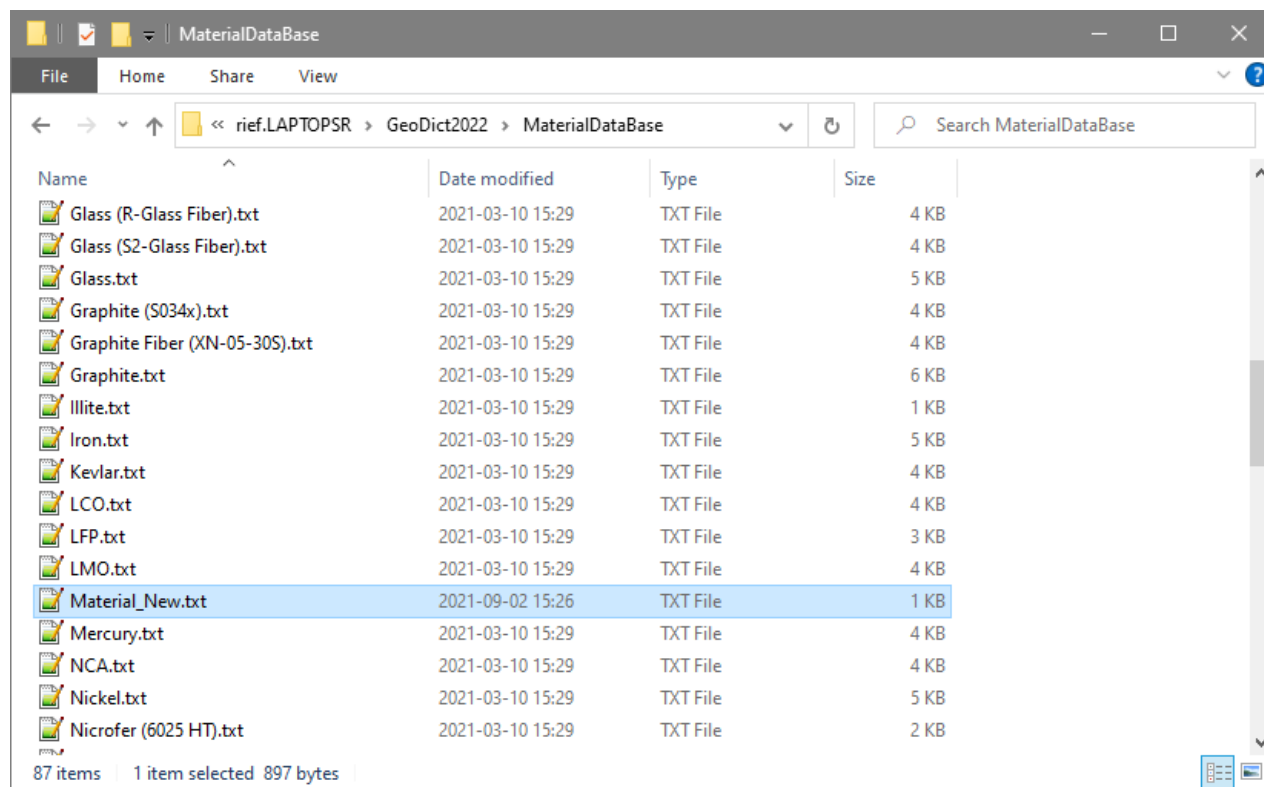 MaterialDataBase
File Home Share View ?
« rief.LAPTOPSR > GeoDict2022 > MaterialDataBase Search MaterialDataBase
Name Date modified Type Size
Glass (R-Glass Fiber).txt 2021-03-10 15:29 TXT File 4 KB
Glass (S2-Glass Fiber).txt 2021-03-10 15:29 TXT File 4 KB
Glass.txt 2021-03-10 15:29 TXT File 5 KB
Graphite (S034x).txt 2021-03-10 15:29 TXT File 4 KB
Graphite Fiber (XN-05-30S).txt 2021-03-10 15:29 TXT File 4 KB
Graphite.txt 2021-03-10 15:29 TXT File 6 KB
Illite.txt 2021-03-10 15:29 TXT File 1 KB
Iron.txt 2021-03-10 15:29 TXT File 5 KB
Kevlar.txt 2021-03-10 15:29 TXT File 4 KB
LCO.txt 2021-03-10 15:29 TXT File 4 KB
LFP.txt 2021-03-10 15:29 TXT File 3 KB
LMO.txt 2021-03-10 15:29 TXT File 4 KB
Material_New.txt 2021-09-02 15:26 TXT File 1 KB
Mercury.txt 2021-03-10 15:29 TXT File 4 KB
NCA.txt 2021-03-10 15:29 TXT File 4 KB
Nickel.txt 2021-03-10 15:29 TXT File 5 KB
Nicrofer (6025 HT).txt 2021-03-10 15:29 TXT File 2 KB
87 items 1 item selected 897 bytes